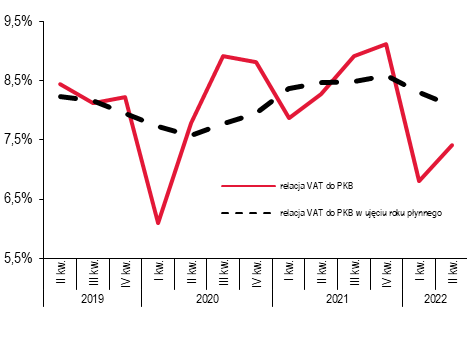 9,5%
8,5%
7,5%
6,5%
5,5%
relacja VAT do PKB
relacja VAT do PKB w ujęciu roku płynnego
II kw.
III kw.
IV kw.
I kw.
II kw.
III kw.
IV kw.
I kw.
II kw.
III kw.
IV kw.
I kw.
II kw.
2019
2020
2021
2022